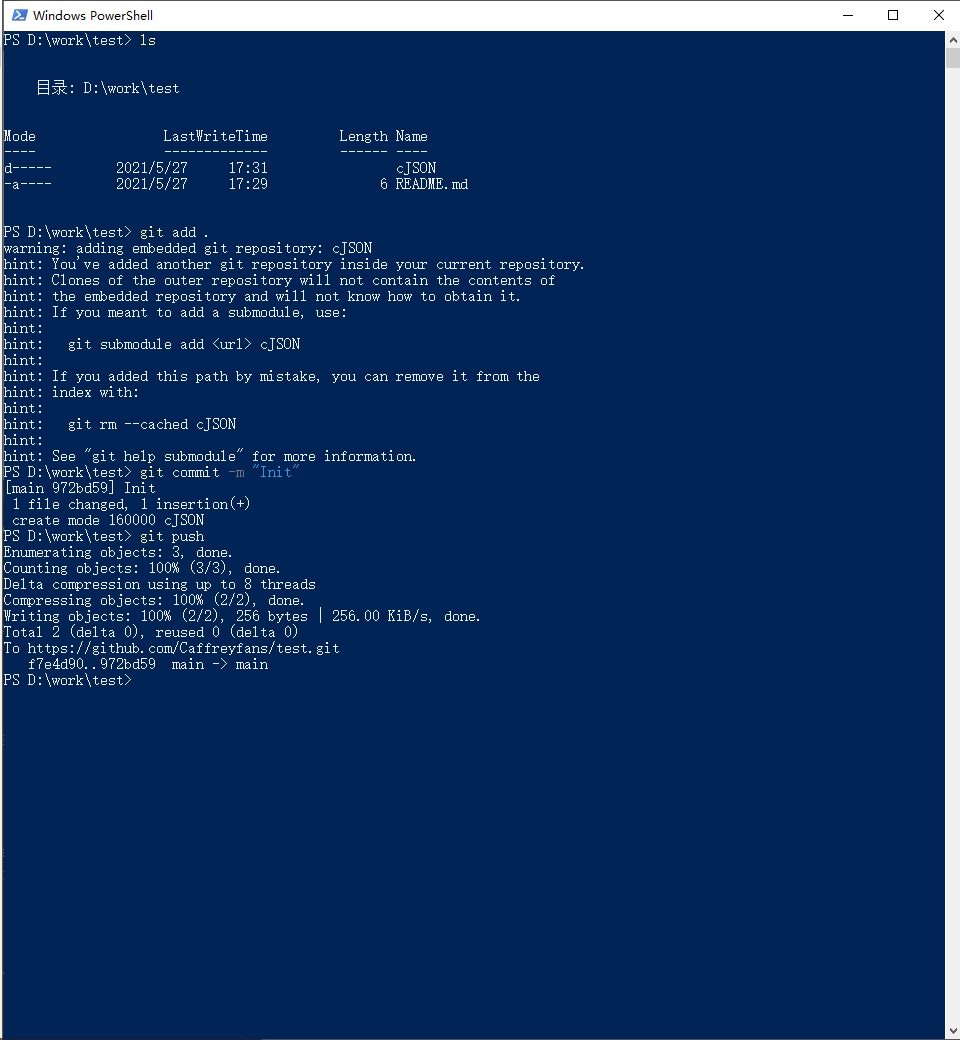 Windows PowerShell
PS D:\work\test> ls
目录: D:\work\test
Mode                LastWriteTime         Length Name
----                -------------         ------ ----
d-----        2021/5/27     17:31                cJSON
-a----        2021/5/27     17:29              6 README.md
PS D:\work\test> git add .
warning: adding embedded git repository: cJSON
hint: You've added another git repository inside your current repository.
hint: Clones of the outer repository will not contain the contents of
hint: the embedded repository and will not know how to obtain it.
hint: If you meant to add a submodule, use:
hint:
hint:   git submodule add <url> cJSON
hint:
hint: If you added this path by mistake, you can remove it from the
hint: index with:
hint:
hint:   git rm --cached cJSON
hint:
hint: See "git help submodule" for more information.
PS D:\work\test> git commit -m "Init"
[main 972bd59] Init
 1 file changed, 1 insertion(+)
 create mode 160000 cJSON
PS D:\work\test> git push
Enumerating objects: 3, done.
Counting objects: 100% (3/3), done.
Delta compression using up to 8 threads
Compressing objects: 100% (2/2), done.
Writing objects: 100% (2/2), 256 bytes | 256.00 KiB/s, done.
Total 2 (delta 0), reused 0 (delta 0)
To https://github.com/Caffreyfans/test.git
   f7e4d90..972bd59  main -> main
PS D:\work\test>